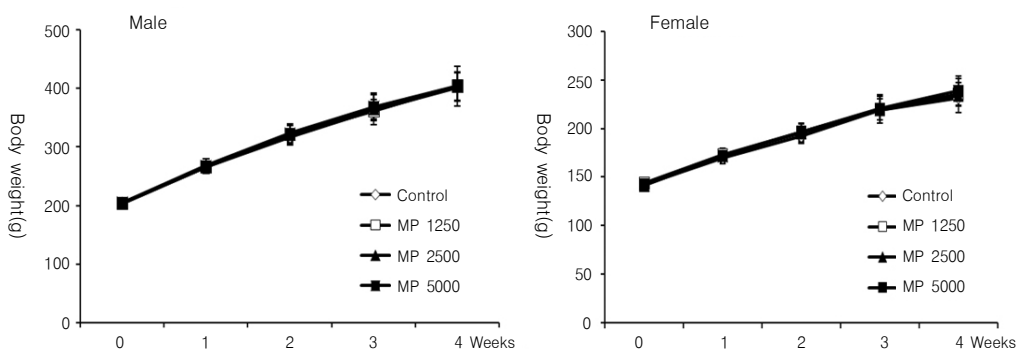 Male
500
400
300
200
100
0
Body weight(g)
Control
MP 1250
MP 2500
MP 5000
0 1 2 3 4 Weeks
Female
300
250
200
150
100
50
0
Body weight(g)
Control
MP 1250
MP 2500
MP 5000
0 1 2 3 4 Weeks